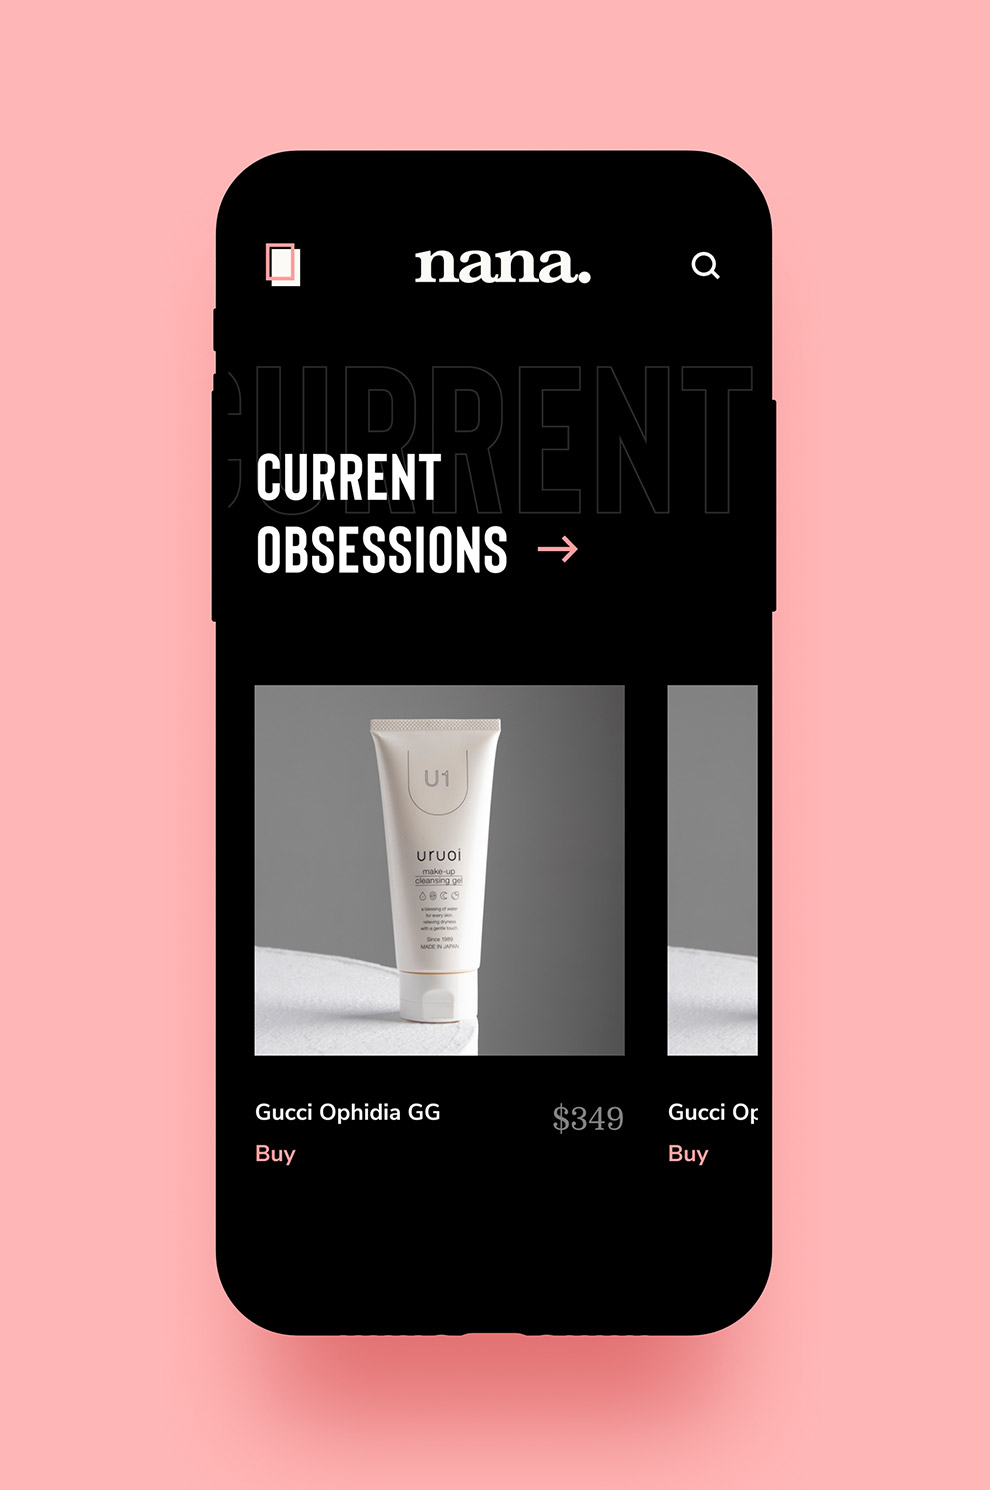 nana.
CURRENT
CURRENT
OBSESSIONS
U1
uruoi
make-up
cleansing gel
a blessing of water
for every skin
relieving dryness
with a gentle touch.
Since 1989
MADE IN JAPAN
Gucci Ophidia GG
$349
Buy
Gucci Op
Buy